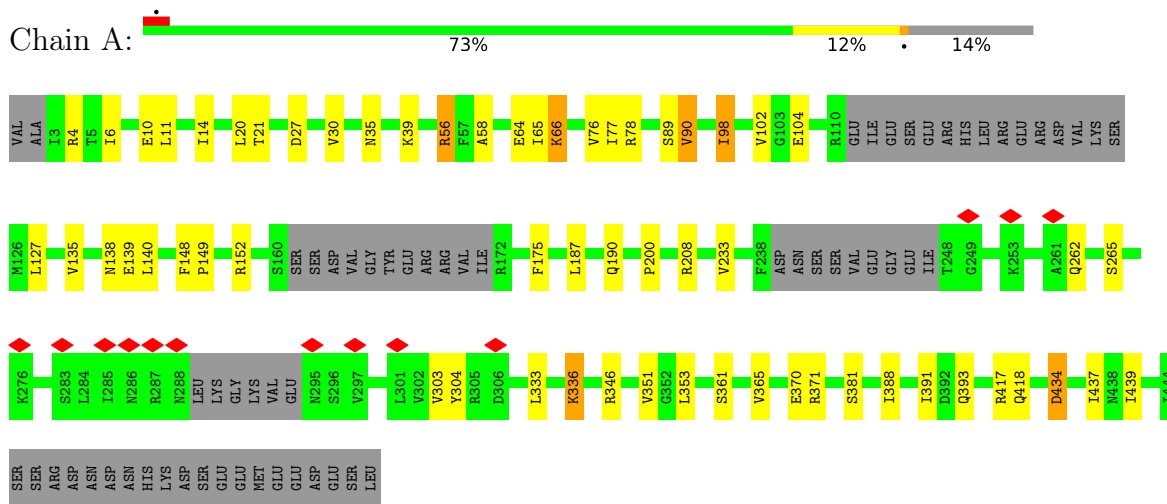 Chain A: • 73% 12% • 14%
VAL ALA I3 R4 T5 I6 E10 L11 I14 L20 T21 D27 V30 N35 K39 R56 F57 A58 E64 I65 K66 V76 I77 R78 S89 V90 I98 V102 G103 E104 R110 GLU ILE GLU SER GLU ARG HIS LEU ARG GLU ARG ASP VAL LYS SER
M126 L127 V135 N138 E139 L140 F148 P149 R152 S160 SER SER ASP VAL GLY TYR GLU ARG ARG VAL ILE R172 F175 L187 Q190 P200 R208 V233 F238 ASP ASN SER SER VAL GLU GLY GLU ILE T248 G249 K253 A261 Q262 S265
K276 S283 L284 I285 N286 R287 N288 LEU LYS GLY LYS VAL GLU N295 S296 V297 L301 V302 V303 Y304 R305 D306 L333 K336 R346 V351 G352 L353 S361 V365 E370 R371 S381 I388 I391 D392 Q393 R417 Q418 D434 I437 N438 I439
SER SER ARG ASP ASN ASP ASN HIS LYS ASP SER GLU GLU MET GLU GLU ASP GLU SER LEU